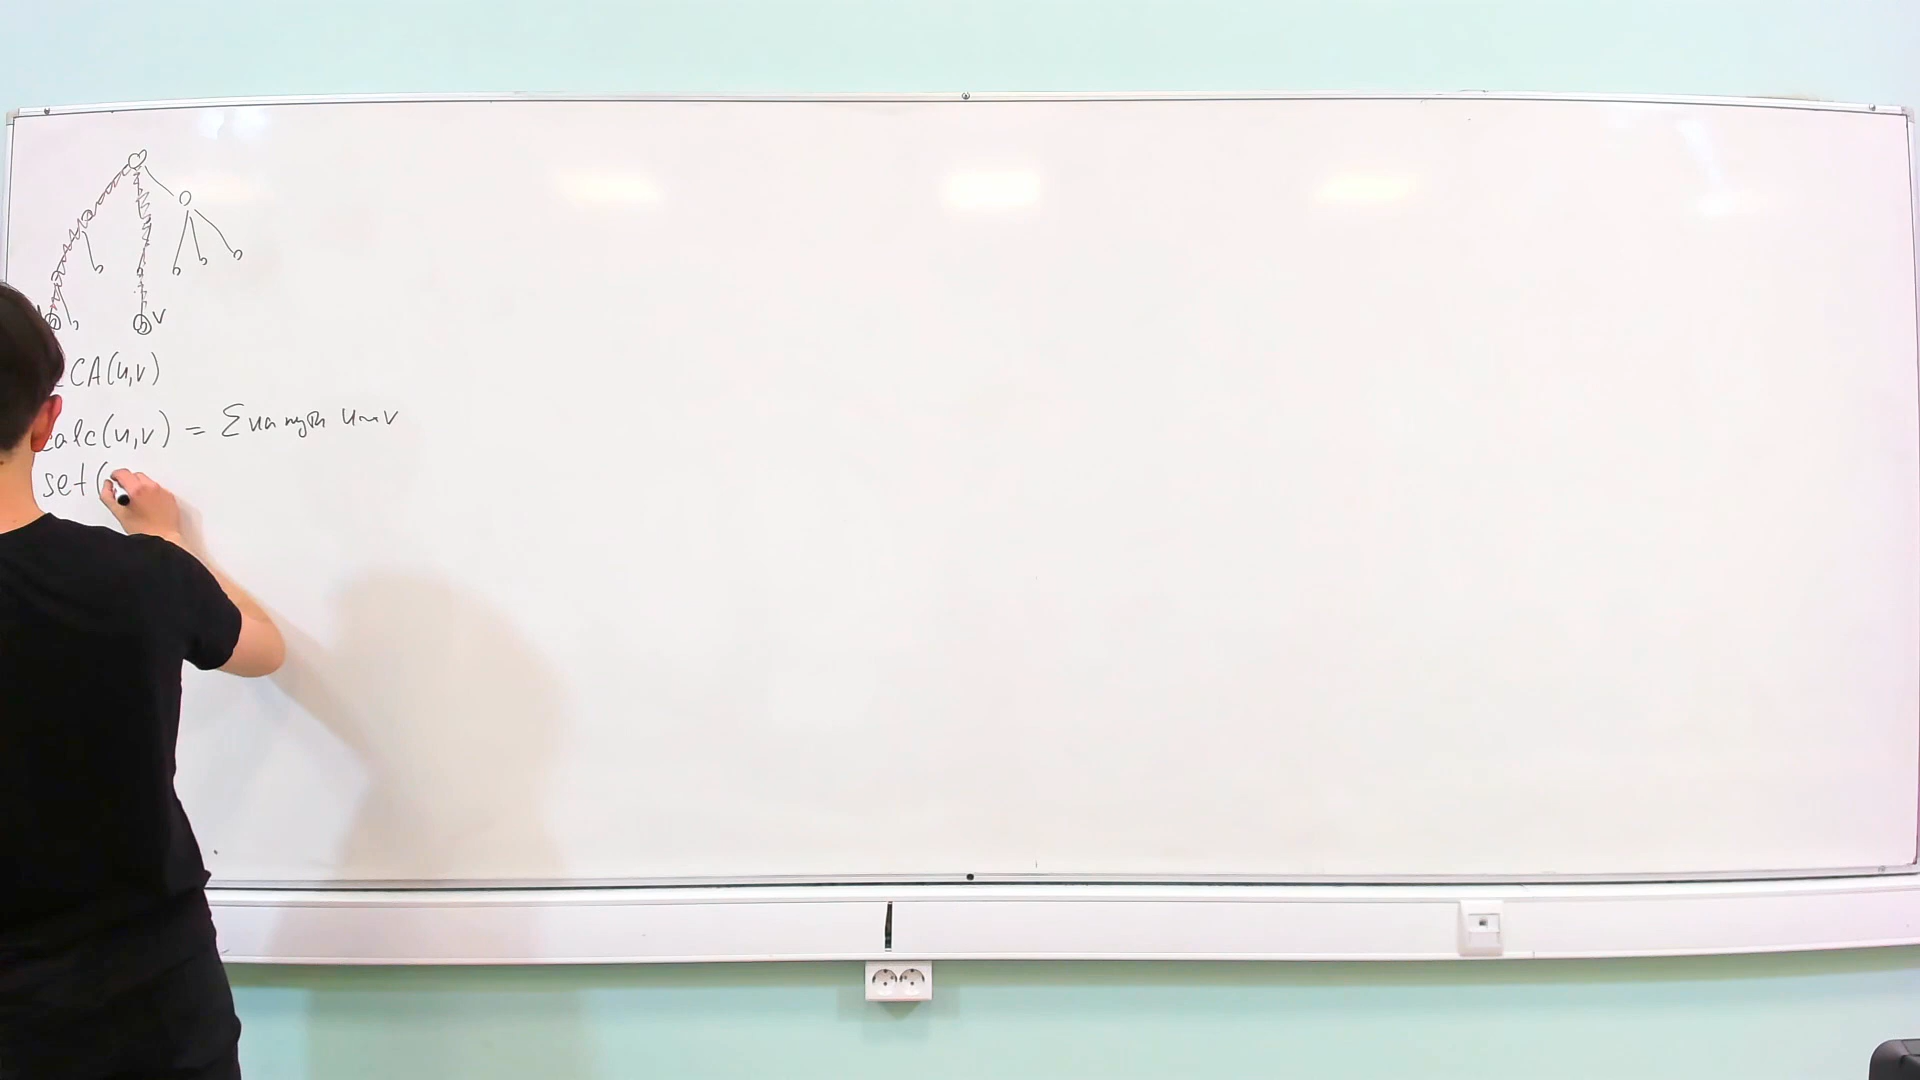 V
CA(u,v)
calc(u,v) = Σ на пути u~v
set(